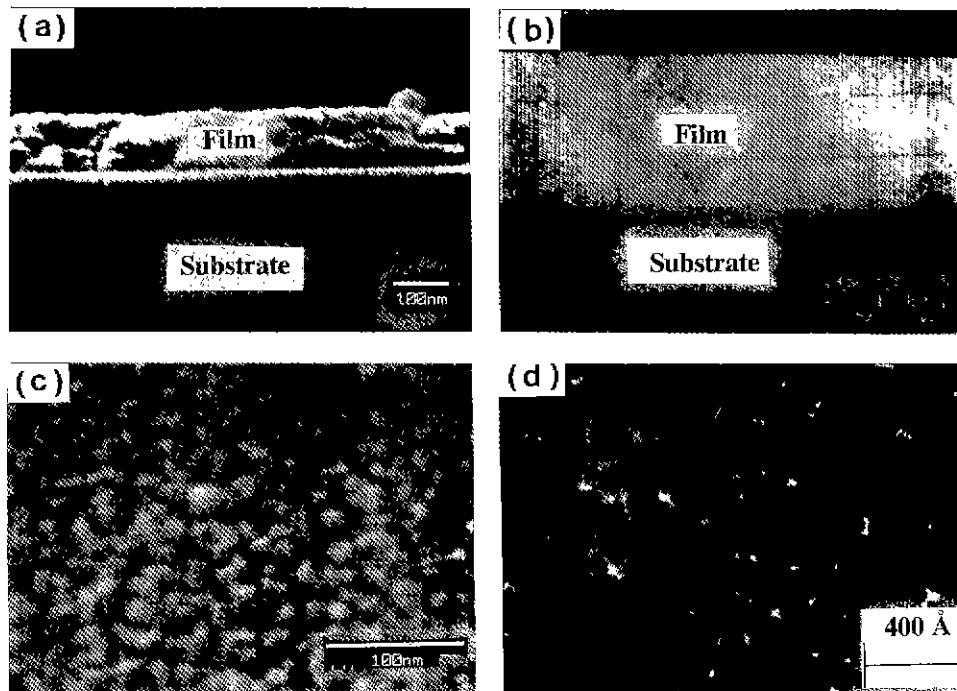 (a)
Film
Substrate
100nm
(b)
Film
Substrate
(c)
100nm
(d)
400 Å